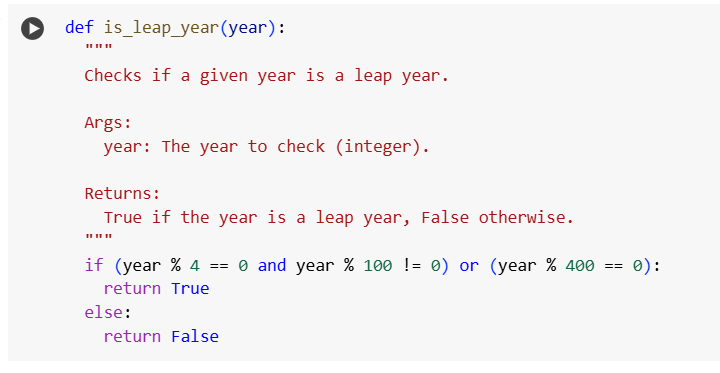 def is_leap_year(year):
  """
  Checks if a given year is a leap year.

  Args:
    year: The year to check (integer).

  Returns:
    True if the year is a leap year, False otherwise.
  """
  if (year % 4 == 0 and year % 100 != 0) or (year % 400 == 0):
    return True
  else:
    return False